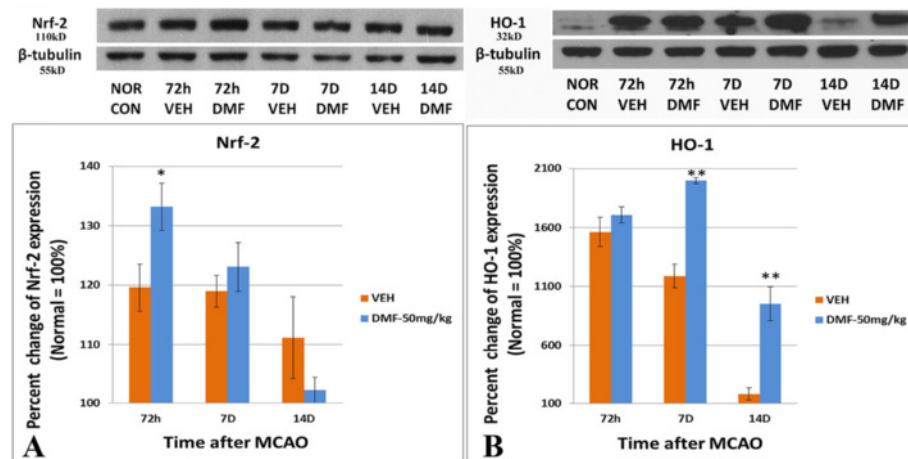 Nrf-2
110kD
β-tubulin
55kD
NOR 72h 72h 7D 7D 14D 14D
CON VEH DMF VEH DMF VEH DMF
Nrf-2
Percent change of Nrf-2 expression
(Normal = 100%)
140
130
120
110
100
*
VEH
DMF-50mg/kg
72h 7D 14D
Time after MCAO
A
HO-1
32kD
β-tubulin
55kD
NOR 72h 72h 7D 7D 14D 14D
CON VEH DMF VEH DMF VEH DMF
HO-1
Percent change of HO-1 expression
(Normal = 100%)
2100
1600
1100
600
100
**
**
VEH
DMF-50mg/kg
72h 7D 14D
Time after MCAO
B